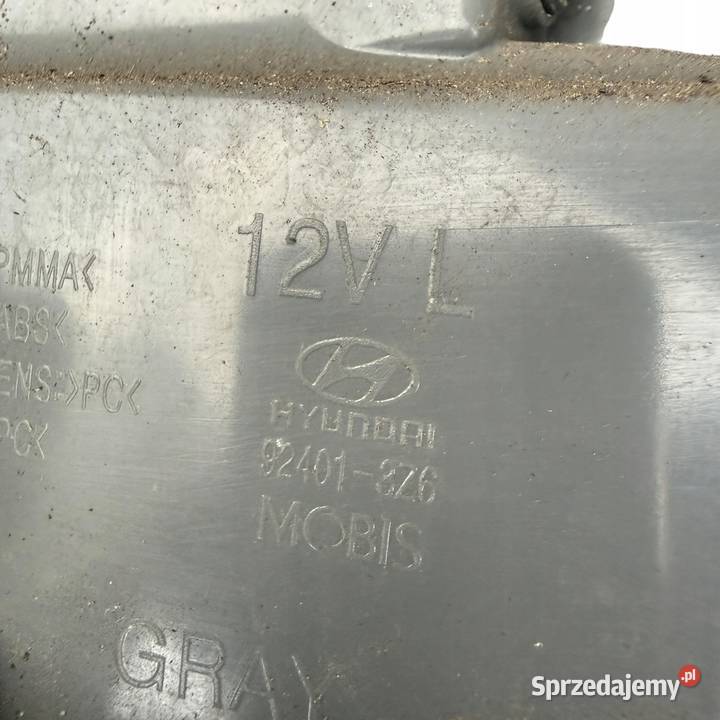 12V L
PMMA<
ABS<
ENS:>PC<
PC<
HYUNDAI
92401-3Z6
MOBIS
GRAY
Sprzedajemy.pl